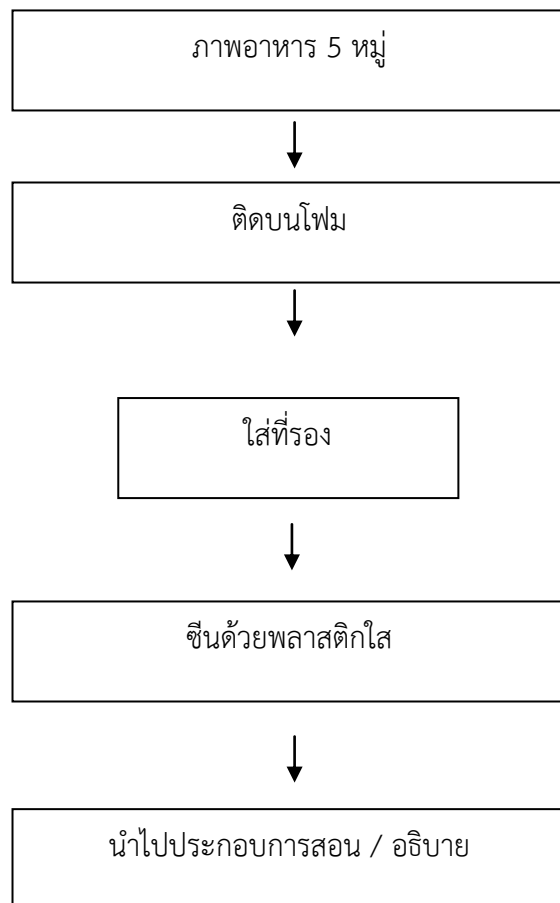 ภาพอาหาร 5 หมู่
ติดบนโฟม
ใส่ที่รอง
ซีนด้วยพลาสติกใส
นำไปประกอบการสอน / อธิบาย